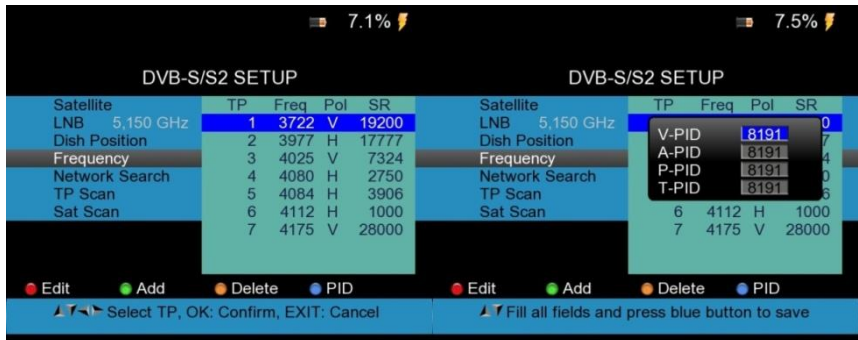 7.1%
DVB-S/S2 SETUP
Satellite TP Freq Pol SR
LNB 5,150 GHz 1 3722 V 19200
Dish Position 2 3977 H 17777
Frequency 3 4025 V 7324
Network Search 4 4080 H 2750
TP Scan 5 4084 H 3906
Sat Scan 6 4112 H 1000
7 4175 V 28000
Edit Add Delete PID
Select TP, OK: Confirm, EXIT: Cancel
7.5%
DVB-S/S2 SETUP
Satellite TP Freq Pol SR
LNB 5,150 GHz 0
Dish Position 7
Frequency 4
Network Search 0
TP Scan 6
Sat Scan 6 4112 H 1000
7 4175 V 28000
V-PID 8191
A-PID 8191
P-PID 8191
T-PID 8191
Edit Add Delete PID
Fill all fields and press blue button to save